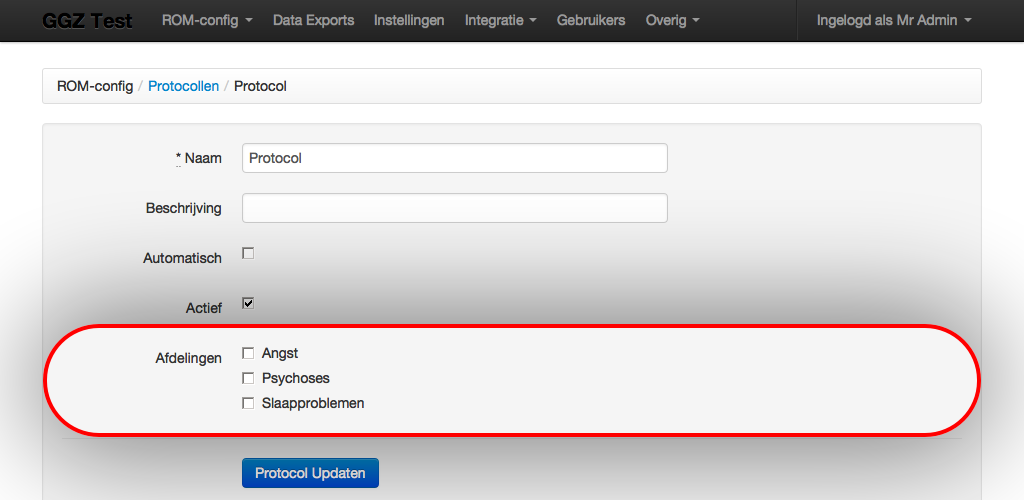 GGZ Test ROM-config Data Exports Instellingen Integratie Gebruikers Overig Ingelogd als Mr Admin
ROM-config / Protocollen / Protocol
* Naam Protocol
Beschrijving
Automatisch
Actief
Afdelingen Angst
Psychoses
Slaapproblemen
Protocol Updaten